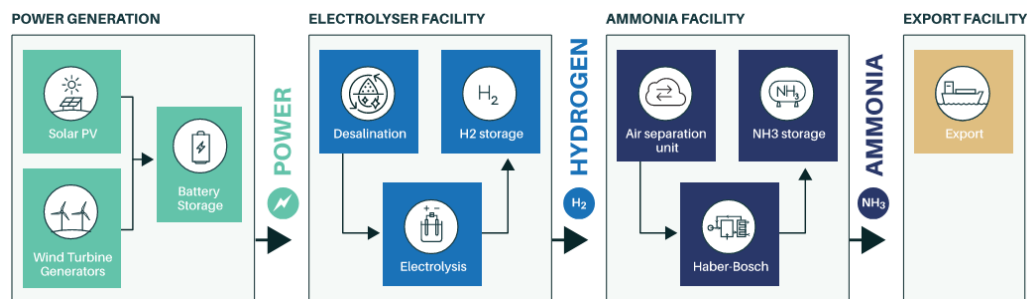 POWER GENERATION
Solar PV
Wind Turbine
Generators
Battery
Storage
POWER
ELECTROLYSER FACILITY
Desalination
H2 storage
H₂
+ -
Electrolysis
HYDROGEN
H₂
AMMONIA FACILITY
Air separation
unit
NH₃
NH3 storage
Haber-Bosch
AMMONIA
NH₃
EXPORT FACILITY
Export